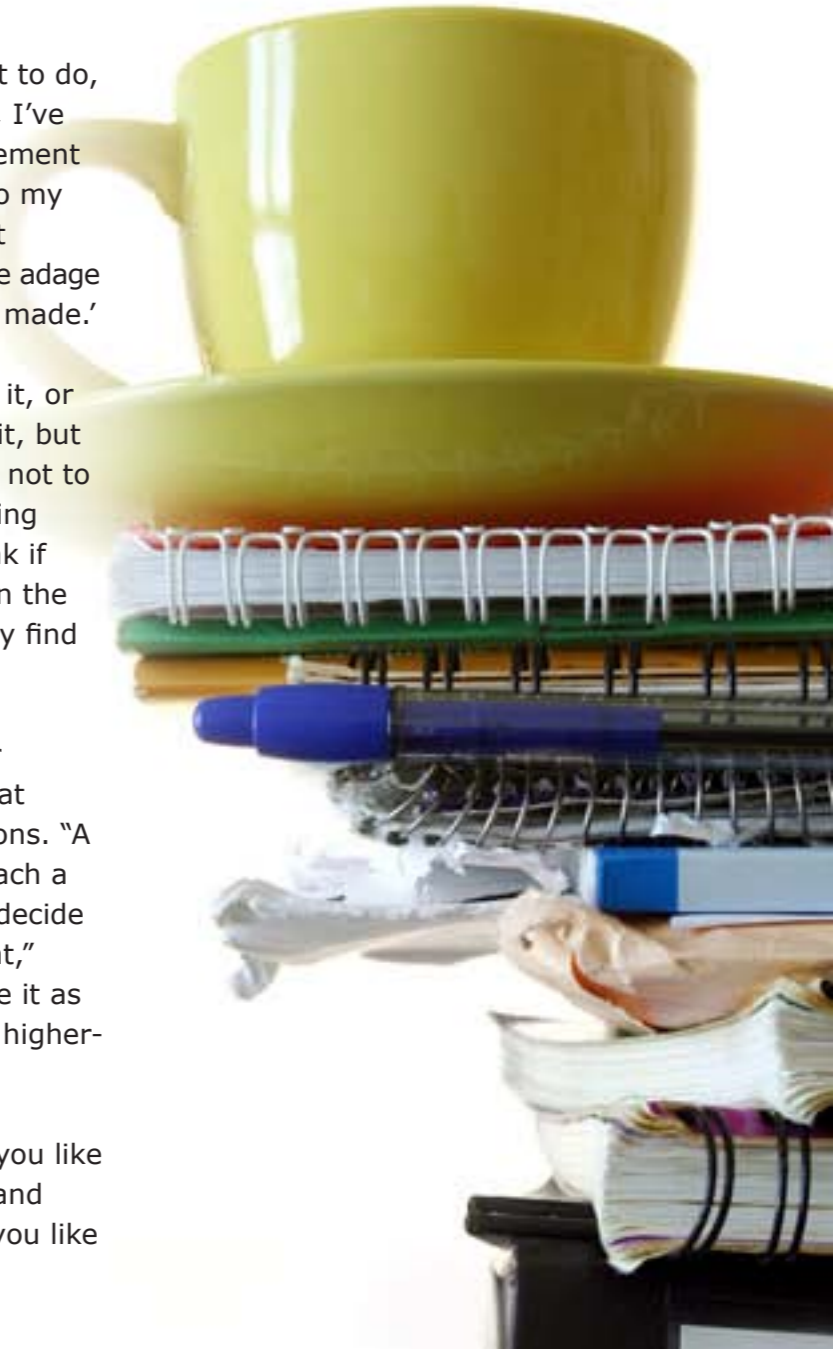 t to do,
I’ve
ement
o my
t
e adage
made.’
it, or
it, but
not to
ing
k if
n the
y find
at
ons. “A
ach a
decide
t,”
e it as
higher-
you like
and
you like